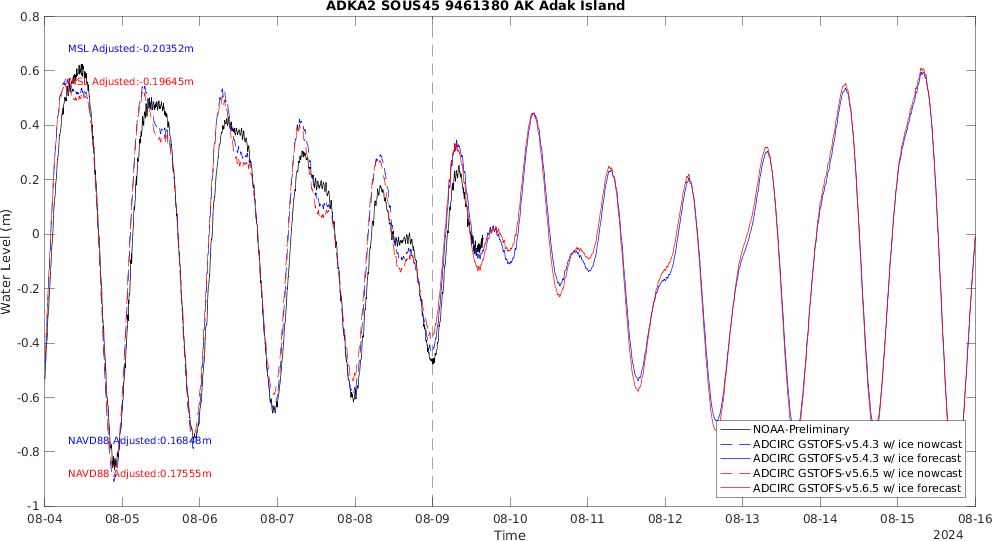 ADKA2 SOUS45 9461380 AK Adak Island
0.8
0.6
0.4
0.2
0
-0.2
-0.4
-0.6
-0.8
-1
Water Level (m)
MSL Adjusted:-0.20352m
MSL Adjusted:-0.19645m
NAVD88 Adjusted:0.16848m
NAVD88 Adjusted:0.17555m
NOAA-Preliminary
ADCIRC GSTOFS-v5.4.3 w/ ice nowcast
ADCIRC GSTOFS-v5.4.3 w/ ice forecast
ADCIRC GSTOFS-v5.6.5 w/ ice nowcast
ADCIRC GSTOFS-v5.6.5 w/ ice forecast
08-04 08-05 08-06 08-07 08-08 08-09 08-10 08-11 08-12 08-13 08-14 08-15 08-16
Time
2024